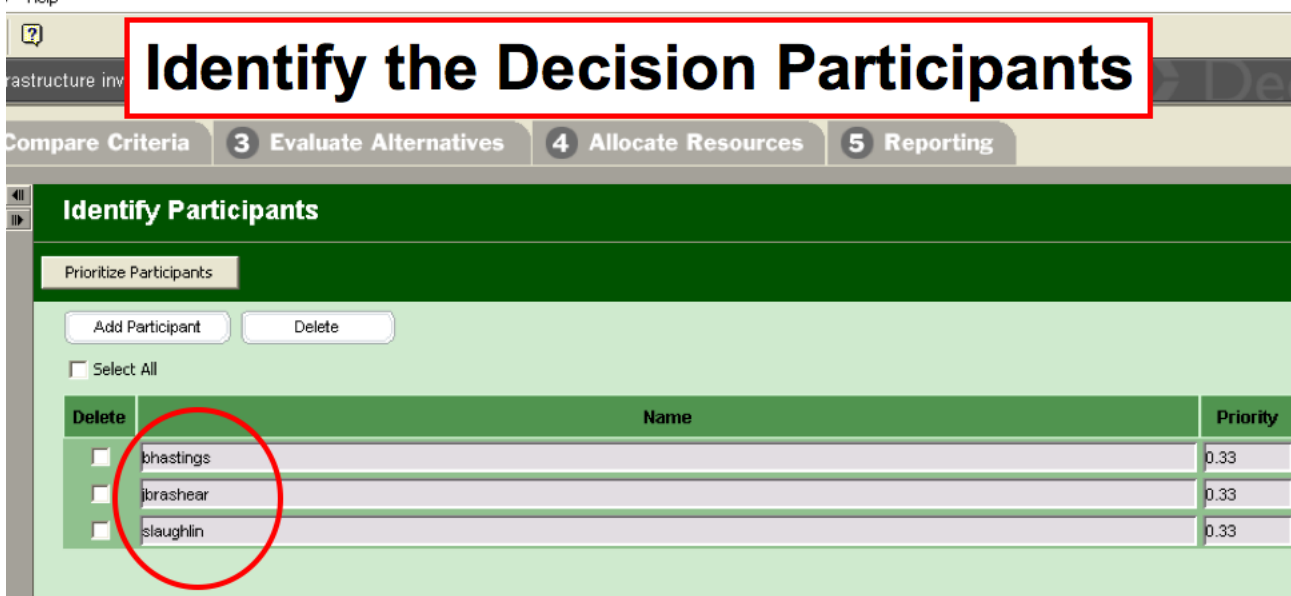 Help
Identify the Decision Participants
rastructure inv
De
Compare Criteria 3 Evaluate Alternatives 4 Allocate Resources 5 Reporting
Identify Participants
Prioritize Participants
Add Participant Delete
Select All
Delete Name Priority
bhastings 0.33
jbrashear 0.33
slaughlin 0.33